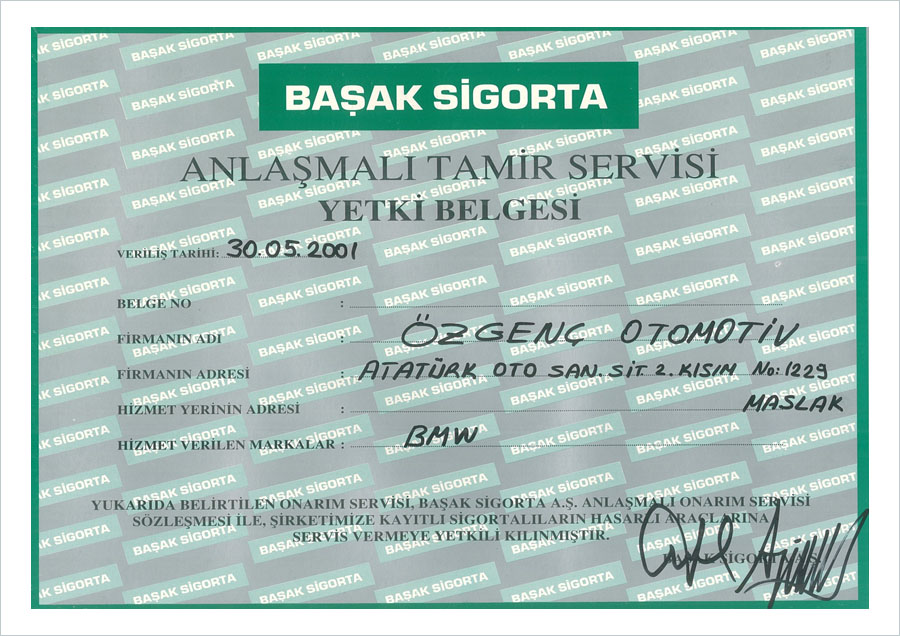 BAŞAK SİGORTA
ANLAŞMALI TAMİR SERVİSİ
YETKİ BELGESİ
VERİLİŞ TARİHİ: 30.05.2001
BELGE NO :
FİRMANIN ADI : ÖZGENÇ OTOMOTİV
FİRMANIN ADRESİ : ATATÜRK OTO SAN. SİT 2. KISIM No: 1229
MASLAK
HİZMET YERİNİN ADRESİ :
HİZMET VERİLEN MARKALAR : BMW
YUKARIDA BELİRTİLEN ONARIM SERVİSİ, BAŞAK SİGORTA A.Ş. ANLAŞMALI ONARIM SERVİSİ
SÖZLEŞMESİ İLE, ŞİRKETİMİZE KAYITLI SİGORTALILARIN HASARLI ARAÇLARINA
SERVİS VERMEYE YETKİLİ KILINMIŞTIR.
BAŞAK SİGORTA A.Ş.